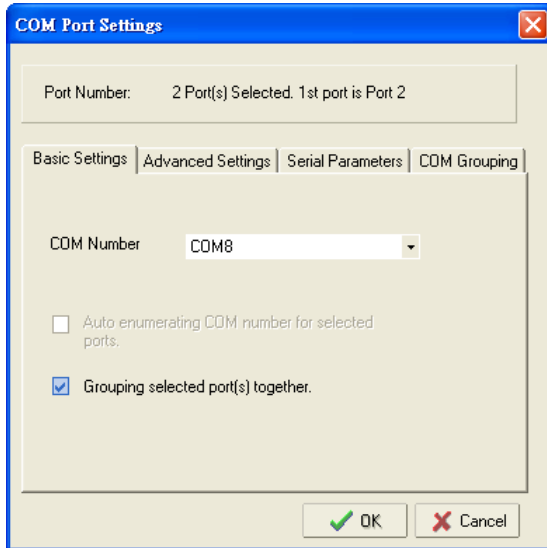 COM Port Settings
Port Number: 2 Port(s) Selected. 1st port is Port 2
Basic Settings Advanced Settings Serial Parameters COM Grouping
COM Number COM8
Auto enumerating COM number for selected
ports.
Grouping selected port(s) together.
OK Cancel